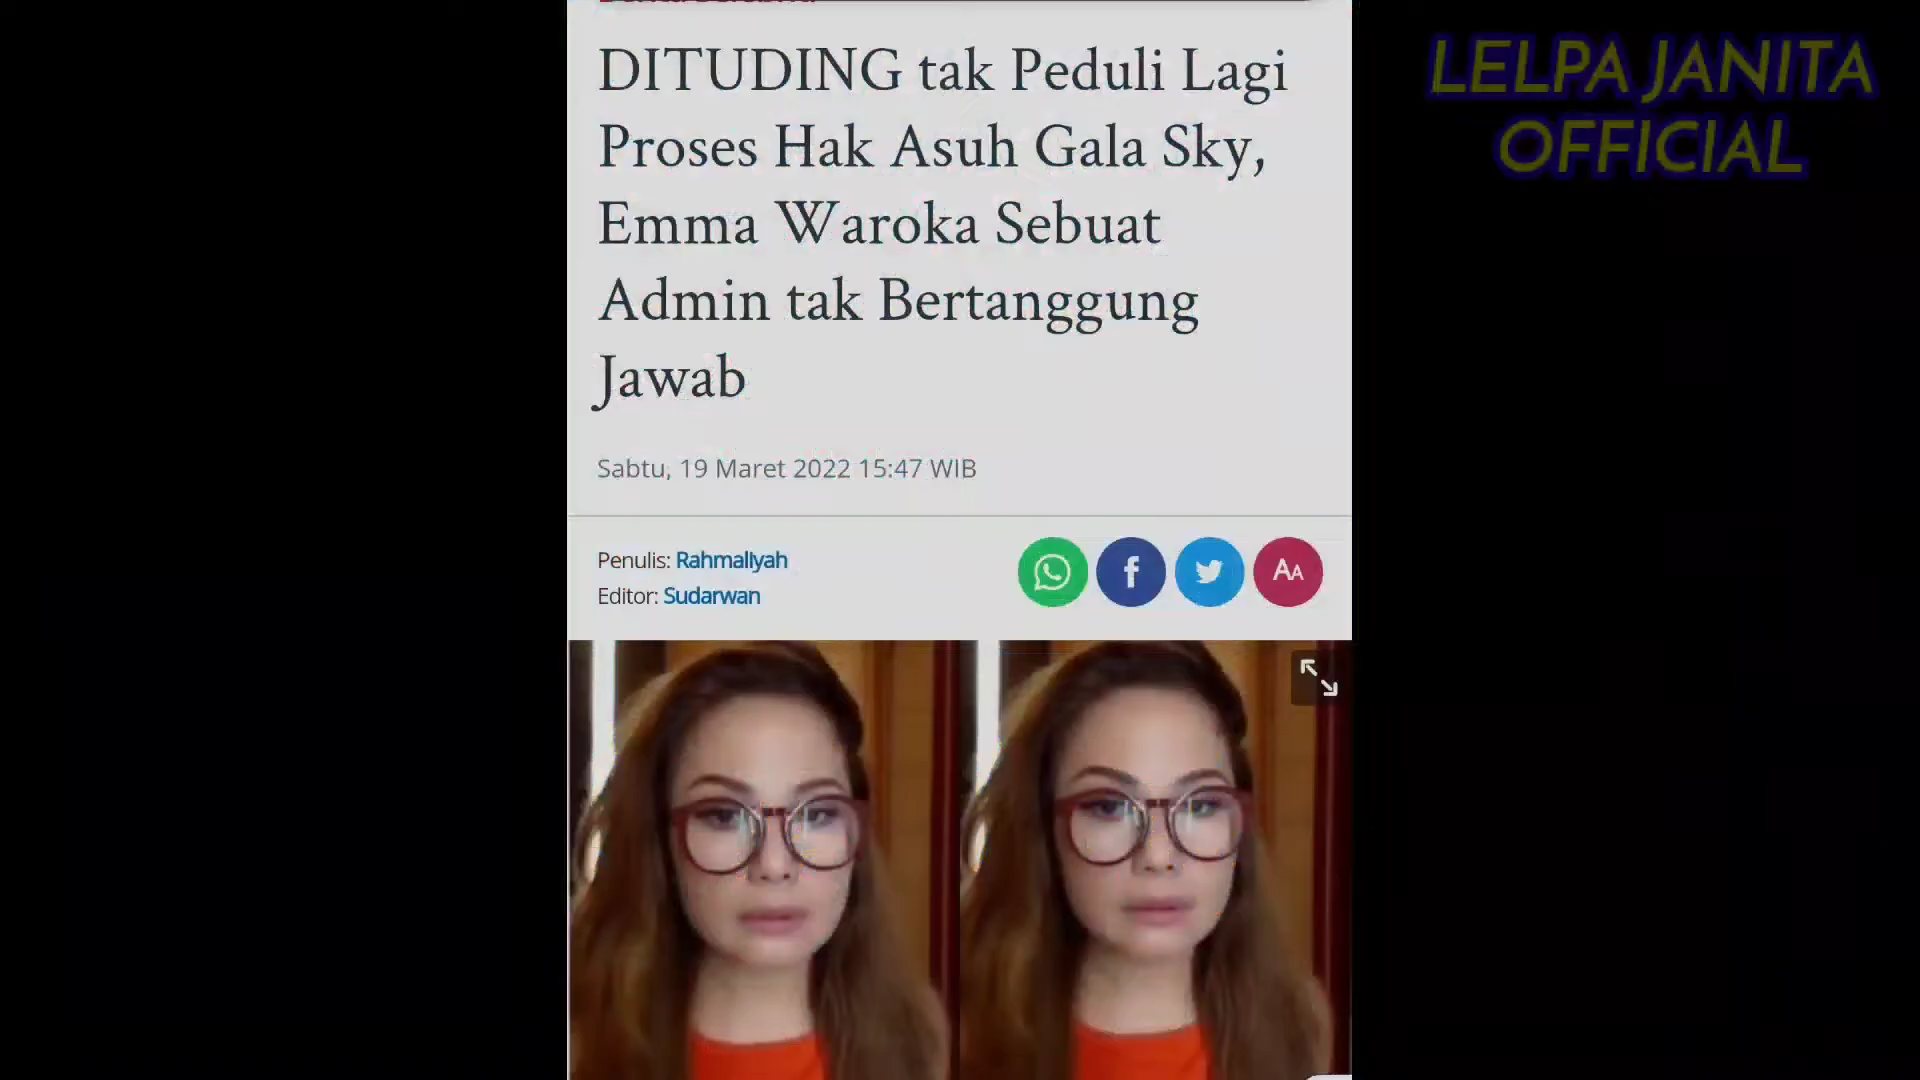 DITUDING tak Peduli Lagi
Proses Hak Asuh Gala Sky,
Emma Waroka Sebuat
Admin tak Bertanggung
Jawab
Sabtu, 19 Maret 2022 15:47 WIB
Penulis: Rahmaliyah
Editor: Sudarwan
AA
LELPA JANITA
OFFICIAL